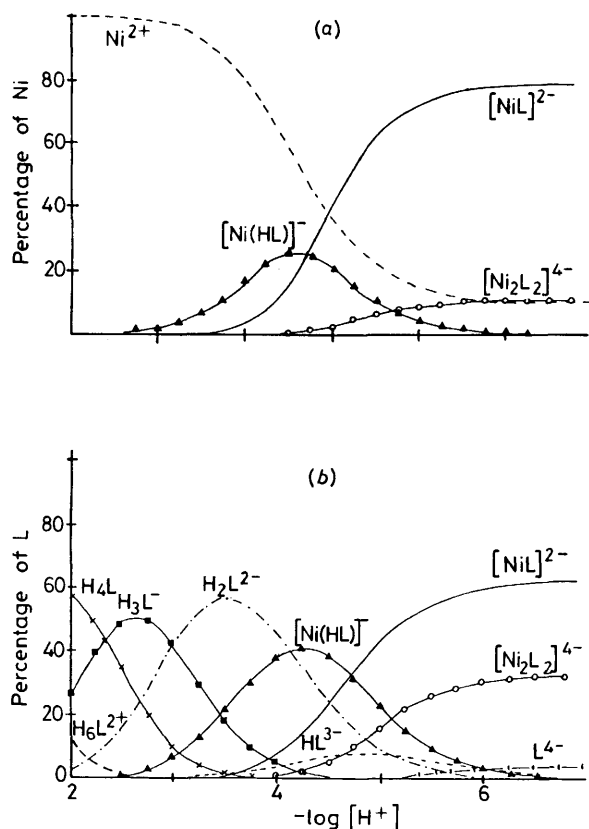 (a)
Ni²⁺
80
[NiL]²⁻
60
Percentage of Ni
40
[Ni(HL)]⁻
20
[Ni₂L₂]⁴⁻
(b)
80
[NiL]²⁻
Percentage of L
60
H₄L
H₃L⁻
H₂L²⁻
[Ni(HL)]⁻
40
[Ni₂L₂]⁴⁻
20
H₆L²⁺
HL³⁻
L⁴⁻
0
2
4
6
-log [H⁺]